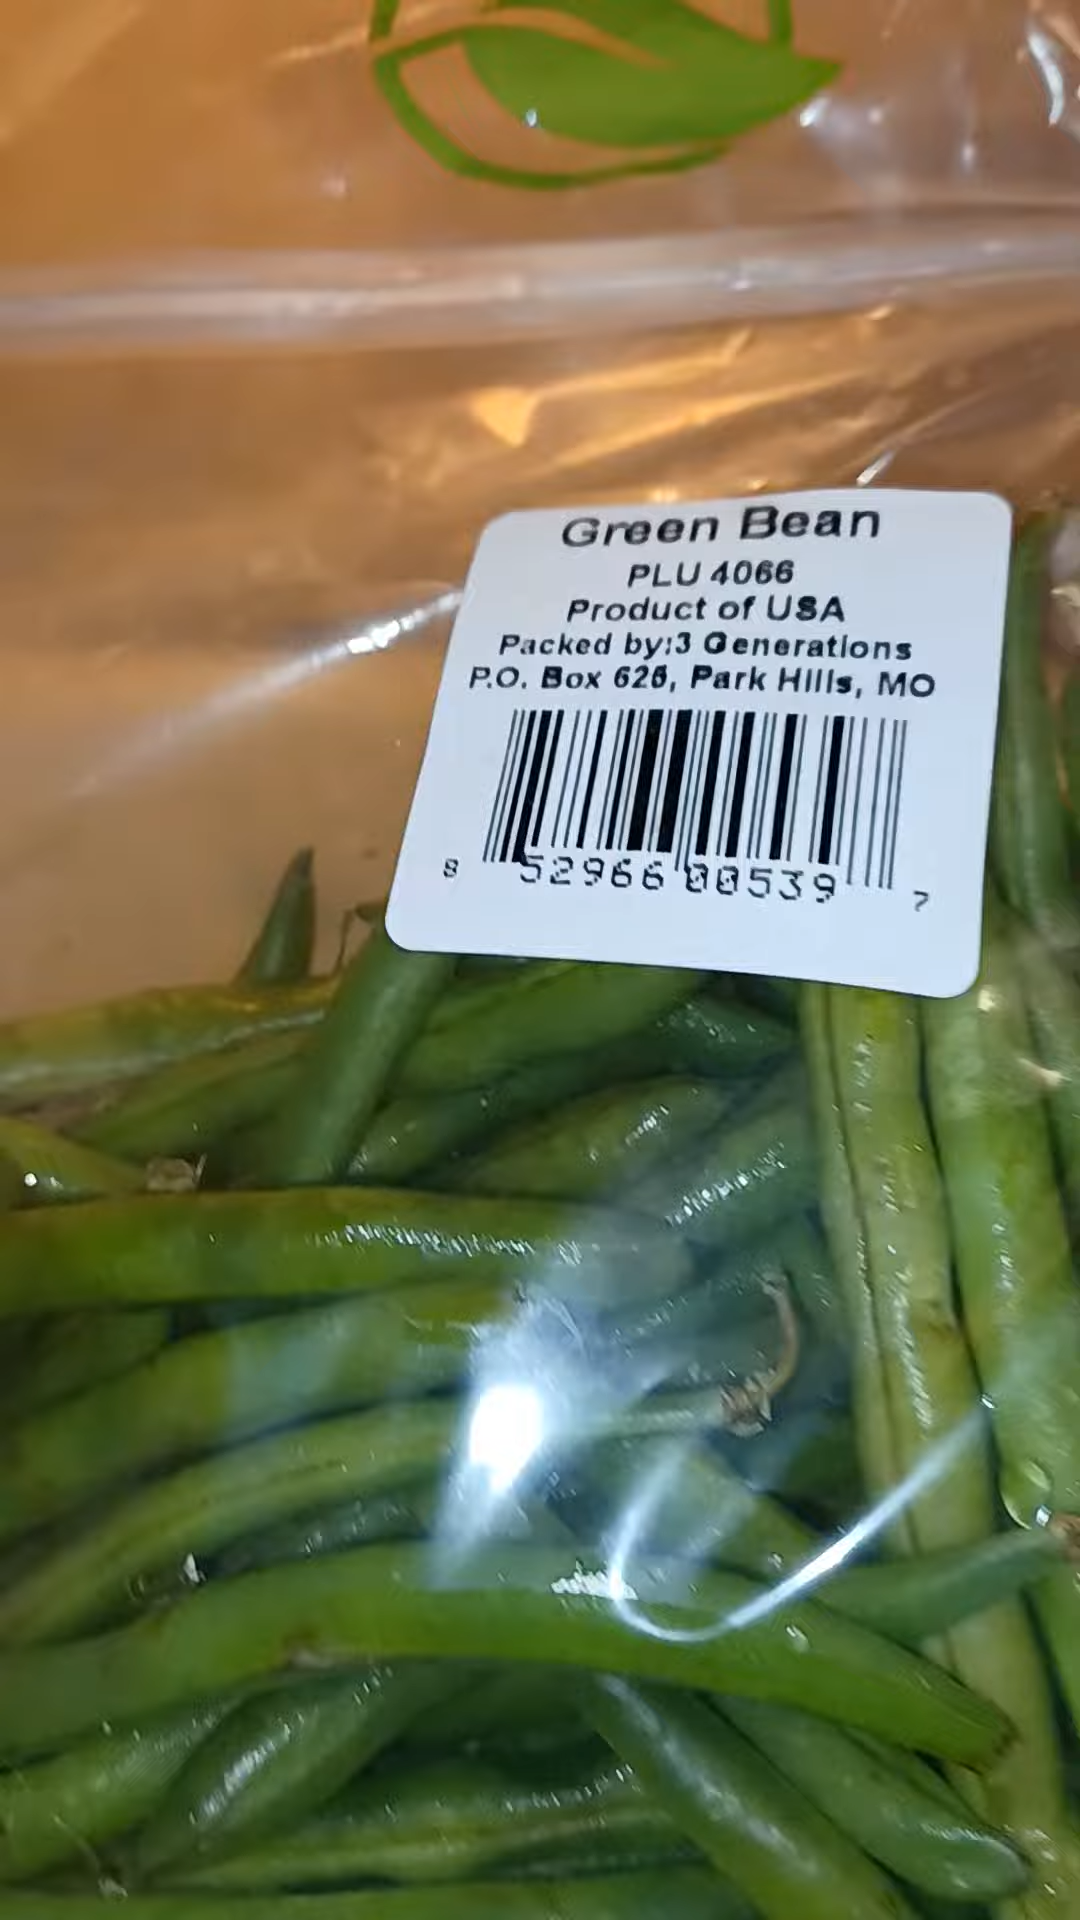 Green Bean
PLU 4066
Product of USA
Packed by:3 Generations
P.O. Box 626, Park Hills, MO
8 52966 00539 7